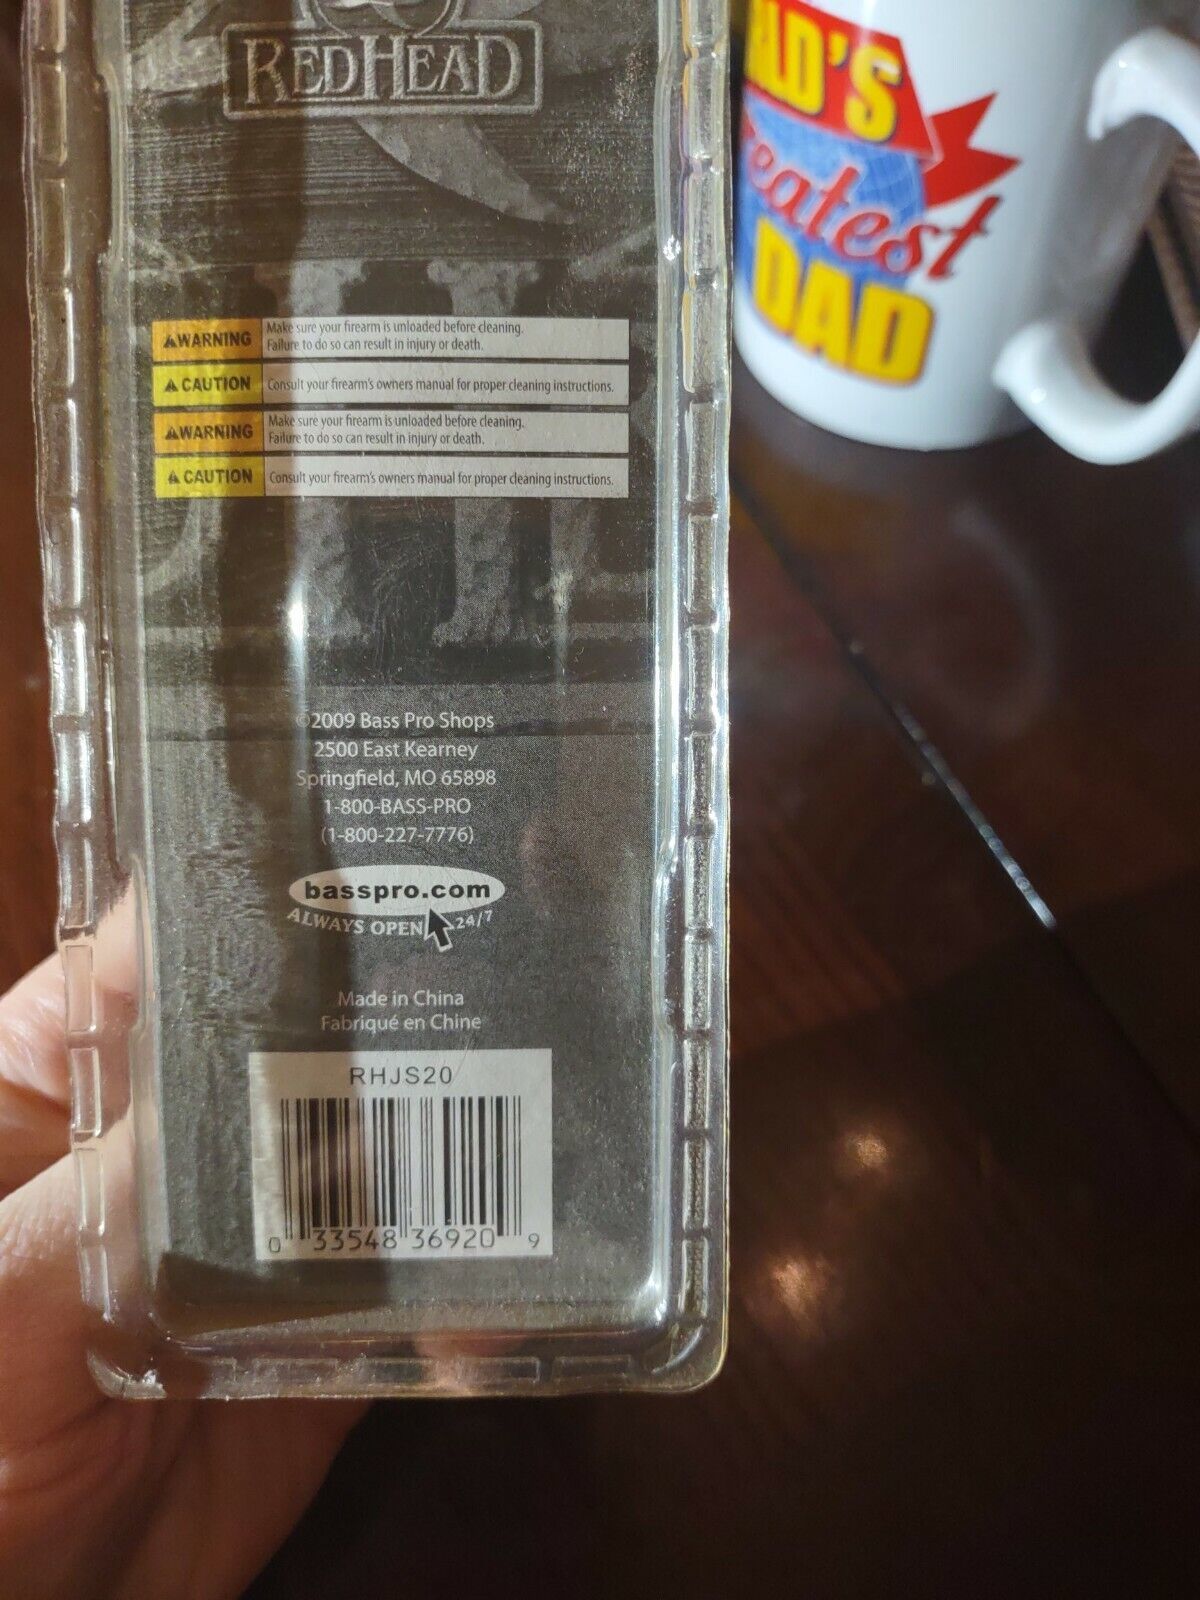 REDHEAD
WARNING Make sure your firearm is unloaded before cleaning.
Failure to do so can result in injury or death.
CAUTION Consult your firearm's owners manual for proper cleaning instructions.
WARNING Make sure your firearm is unloaded before cleaning.
Failure to do so can result in injury or death.
CAUTION Consult your firearm's owners manual for proper cleaning instructions.
©2009 Bass Pro Shops
2500 East Kearney
Springfield, MO 65898
1-800-BASS-PRO
(1-800-227-7776)
basspro.com
ALWAYS OPEN 24/7
Made in China
Fabriqué en Chine
RHJS20
0 33548 36920 9
LD'S
eatest
DAD